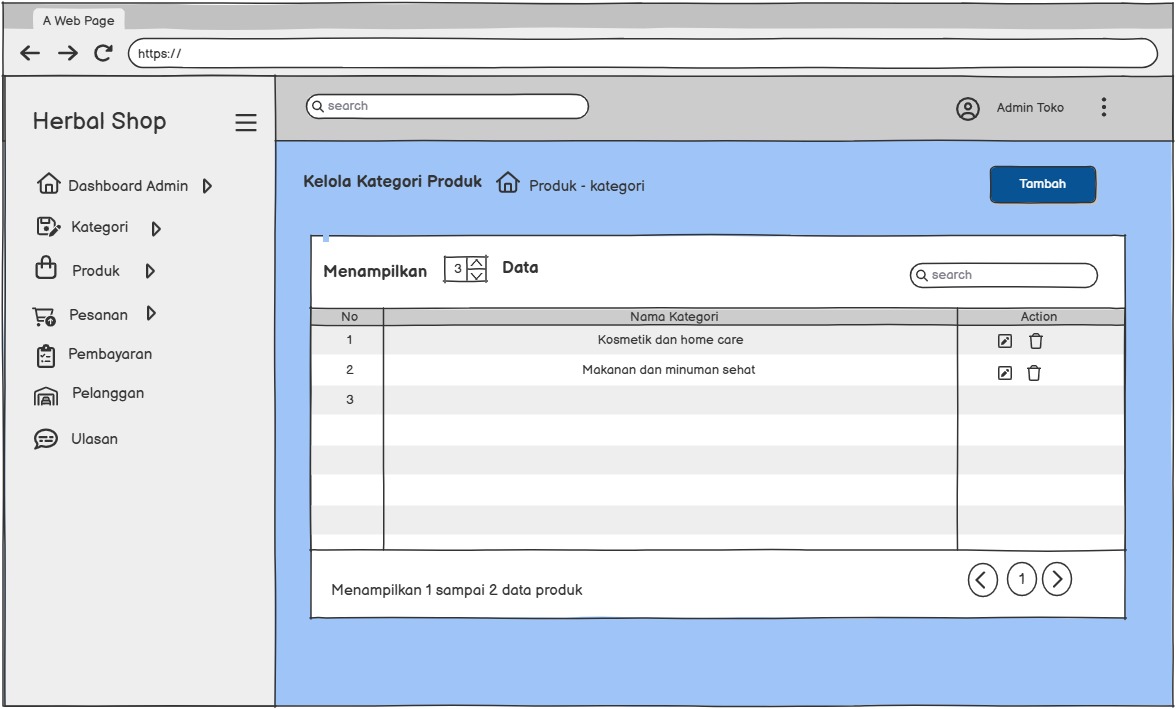 A Web Page
https://
Herbal Shop
search
Admin Toko
Dashboard Admin
Kategori
Produk
Pesanan
Pembayaran
Pelanggan
Ulasan
Kelola Kategori Produk Produk - kategori
Tambah
Menampilkan 3 Data
search
No Nama Kategori Action
1 Kosmetik dan home care
2 Makanan dan minuman sehat
3
Menampilkan 1 sampai 2 data produk
1